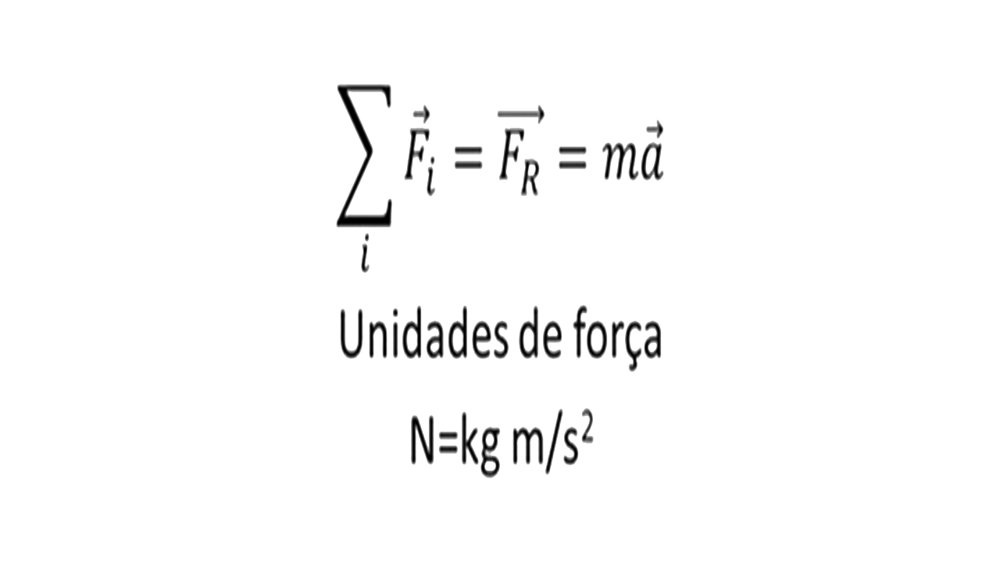 ∑ᵢ F⃗ᵢ = F⃗_R = ma⃗
Unidades de força
N=kg m/s²